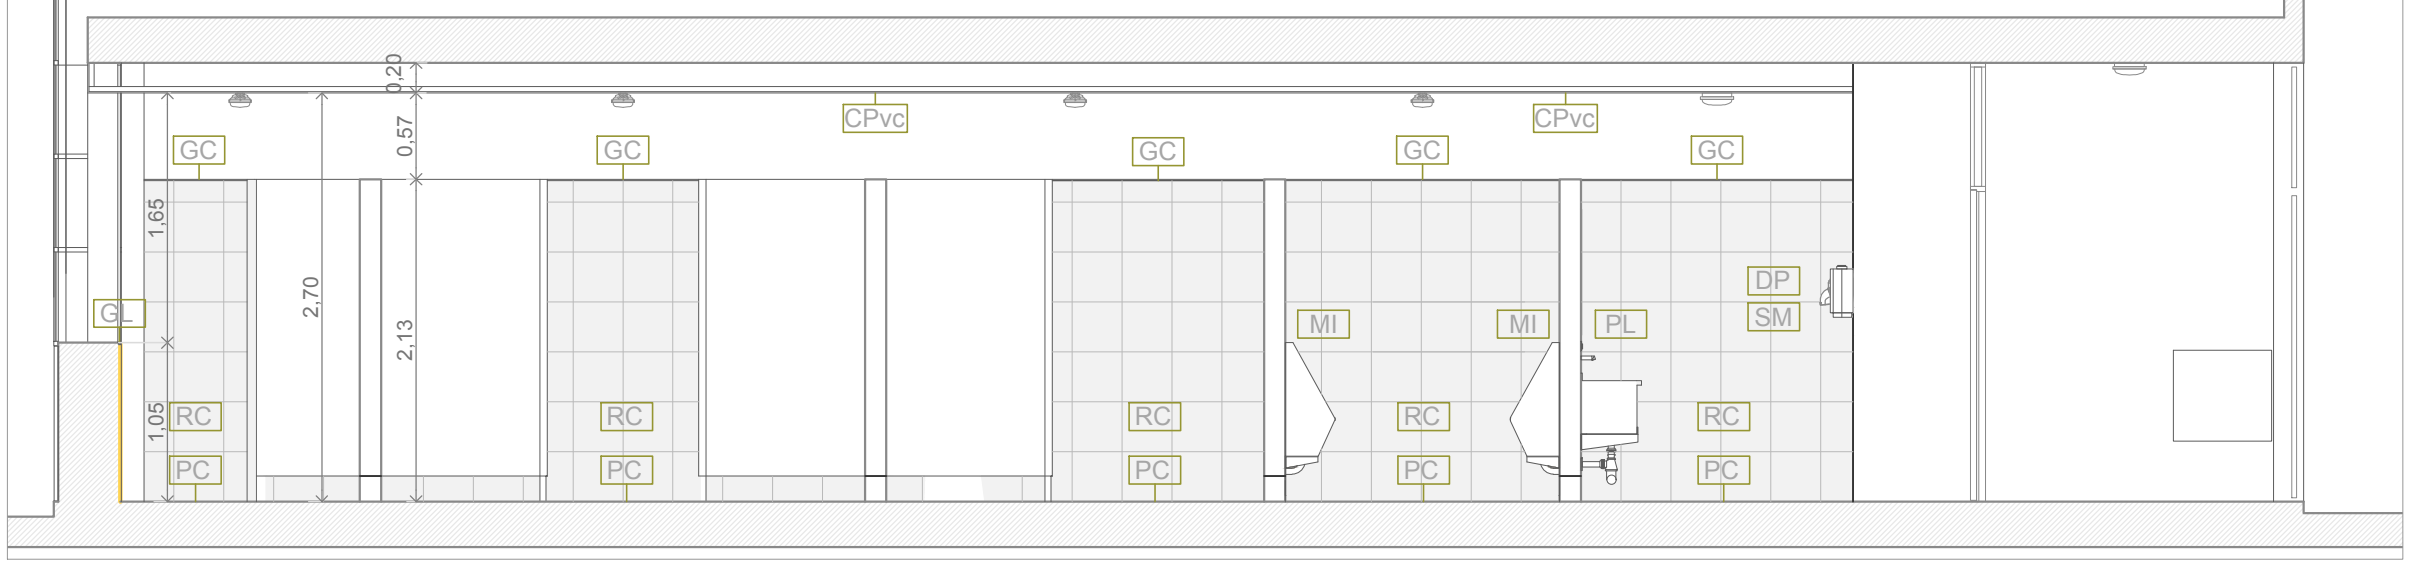 0,20
CPvc
CPvc
0,57
GC
GC
GC
GC
GC
1,65
2,70
DP
GL
SM
MI
MI
PL
2,13
1,05
RC
RC
RC
RC
RC
PC
PC
PC
PC
PC